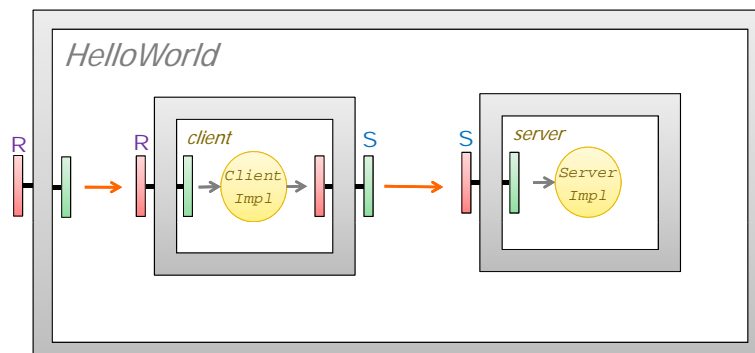 HelloWorld
R
R
client
S
S
server
Client
Impl
Server
Impl